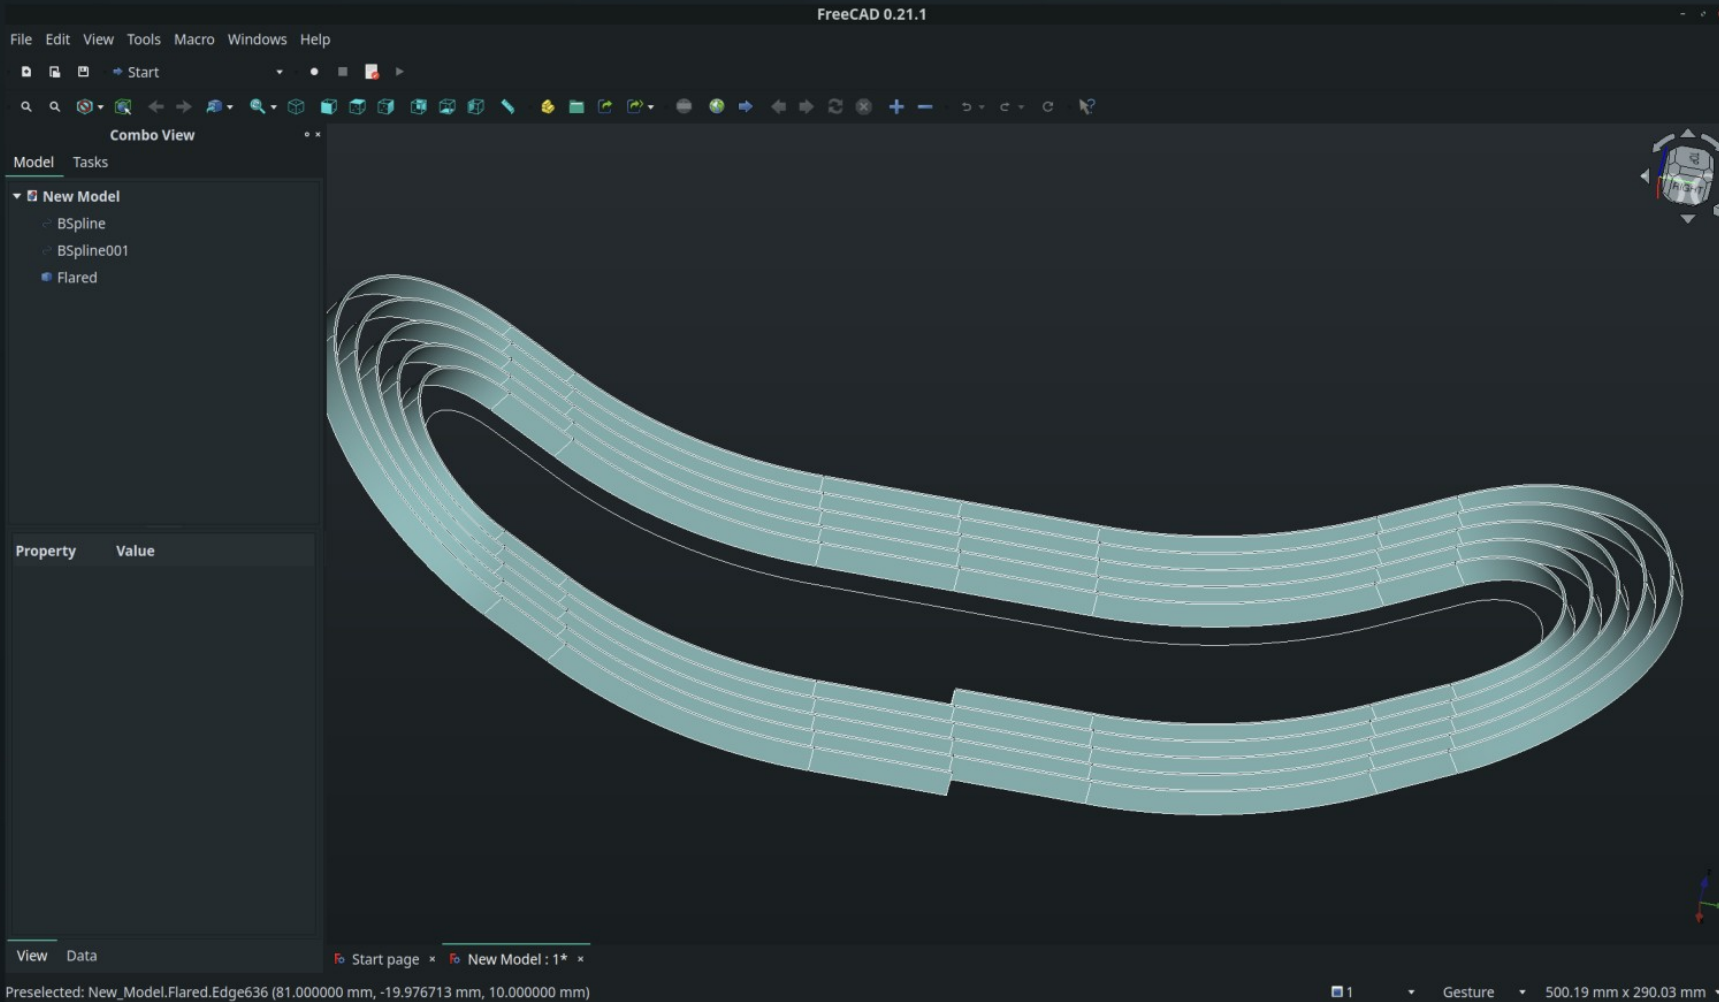 FreeCAD 0.21.1
File Edit View Tools Macro Windows Help
Start
Combo View
Model Tasks
New Model
BSpline
BSpline001
Flared
RIGHT
Property Value
View Data
Start page × New Model : 1* ×
Preselected: New_Model.Flared.Edge636 (81.000000 mm, -19.976713 mm, 10.000000 mm)
1 Gesture 500.19 mm x 290.03 mm